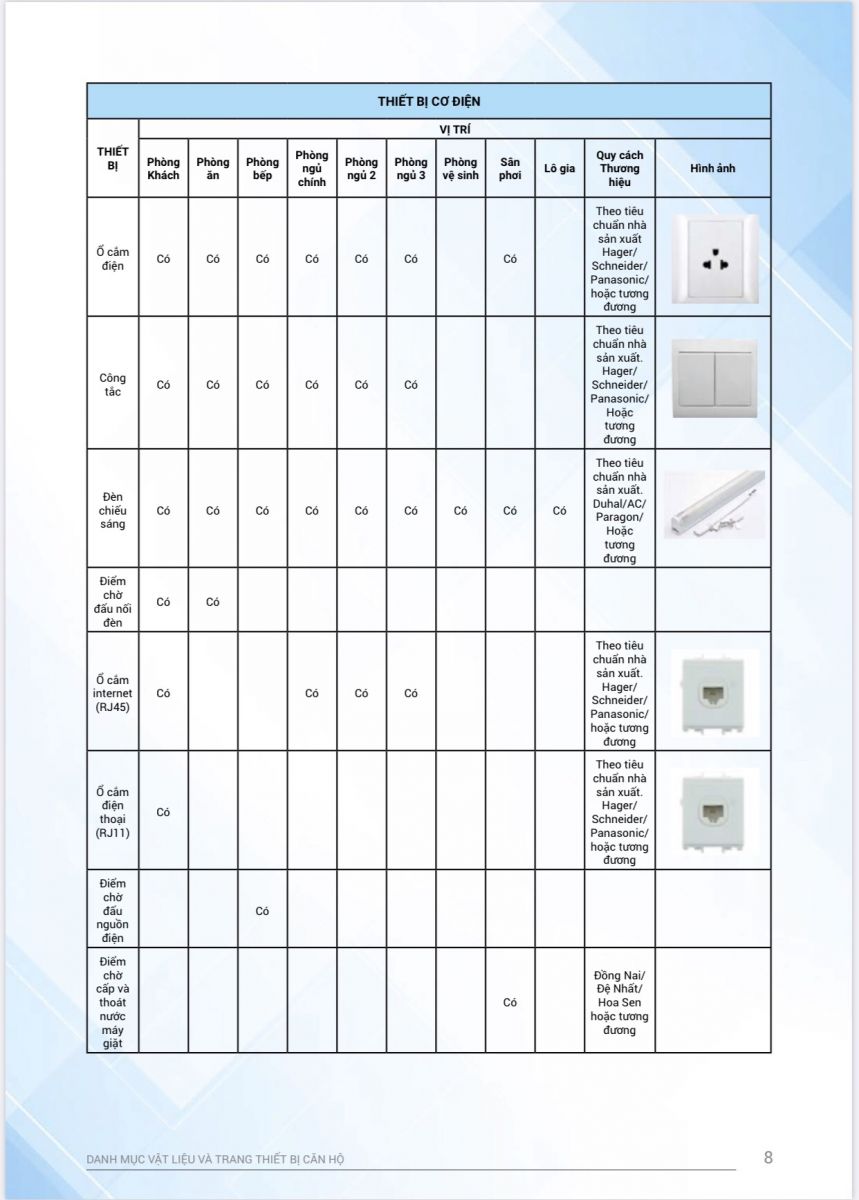 THIẾT BỊ CƠ ĐIỆN
THIẾT
BỊ
VỊ TRÍ
Phòng
Khách
Phòng
ăn
Phòng
bếp
Phòng
ngủ
chính
Phòng
ngủ 2
Phòng
ngủ 3
Phòng
vệ sinh
Sân
phơi
Lô gia
Quy cách
Thương
hiệu
Hình ảnh
Ổ cắm
điện
Có
Có
Có
Có
Có
Có
Có
Theo tiêu
chuẩn nhà
sản xuất
Hager/
Schneider/
Panasonic/
hoặc tương
đương
Công
tắc
Có
Có
Có
Có
Có
Có
Theo tiêu
chuẩn nhà
sản xuất.
Hager/
Schneider/
Panasonic/
Hoặc
tương
đương
Đèn
chiếu
sáng
Có
Có
Có
Có
Có
Có
Có
Có
Có
Theo tiêu
chuẩn nhà
sản xuất.
Duhal/AC/
Paragon/
Hoặc
tương
đương
Điểm
chờ
đấu nối
đèn
Có
Có
Ổ cắm
internet
(RJ45)
Có
Có
Có
Có
Theo tiêu
chuẩn nhà
sản xuất.
Hager/
Schneider/
Panasonic/
hoặc tương
đương
Ổ cắm
điện
thoại
(RJ11)
Có
Theo tiêu
chuẩn nhà
sản xuất.
Hager/
Schneider/
Panasonic/
hoặc tương
đương
Điểm
chờ
đấu
nguồn
điện
Có
Điểm
chờ
cấp và
thoát
nước
máy
giặt
Có
Đồng Nai/
Đệ Nhất/
Hoa Sen
hoặc tương
đương
DANH MỤC VẬT LIỆU VÀ TRANG THIẾT BỊ CĂN HỘ
8